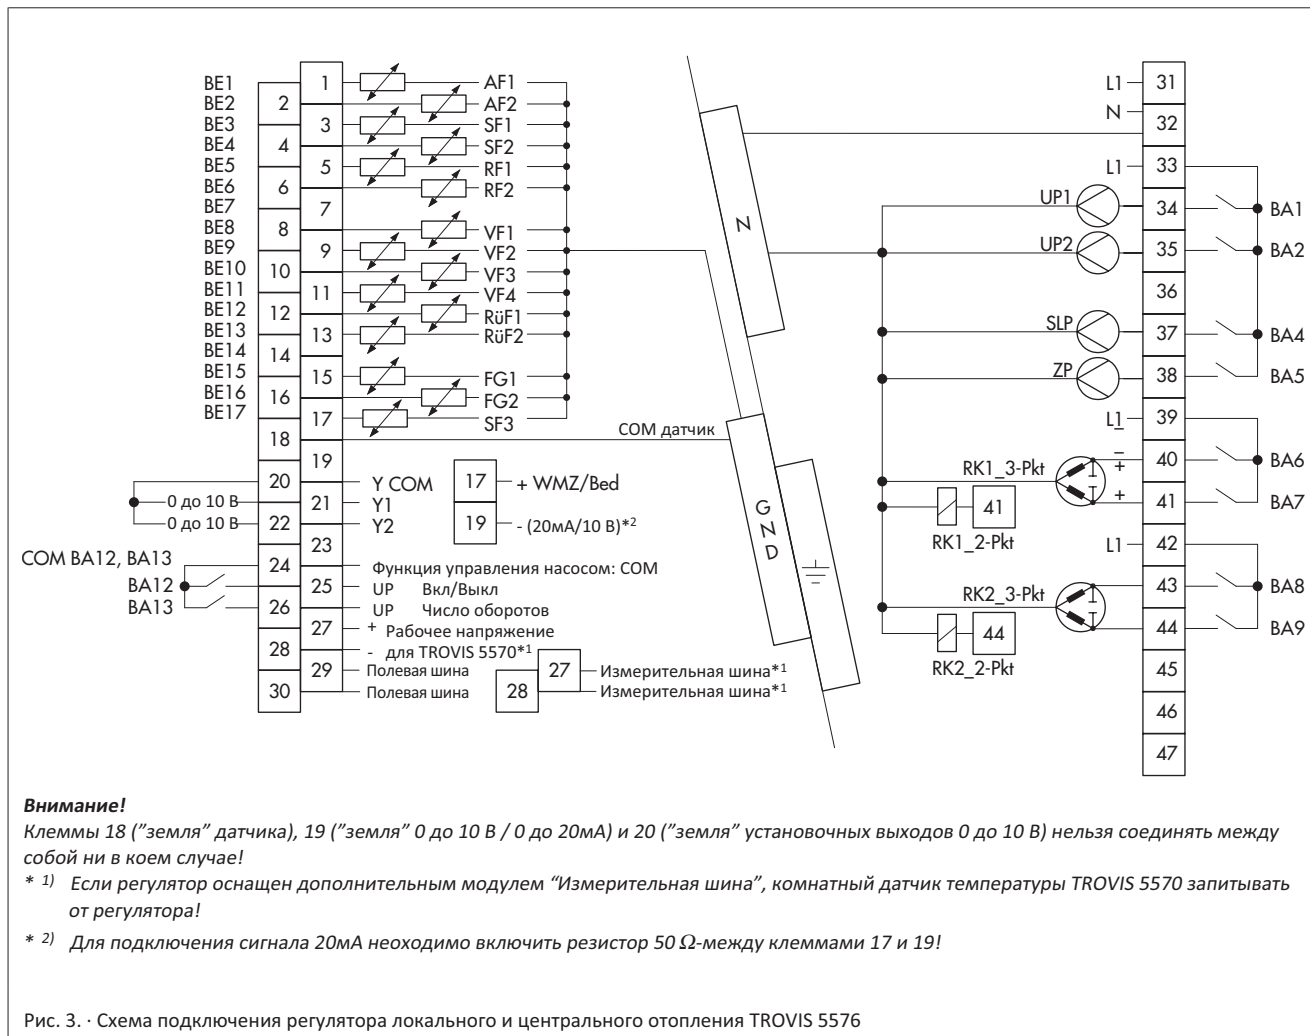 BE1
BE2
BE3
BE4
BE5
BE6
BE7
BE8
BE9
BE10
BE11
BE12
BE13
BE14
BE15
BE16
BE17
1
2
3
4
5
6
7
8
9
10
11
12
13
14
15
16
17
18
19
20
21
22
23
24
25
26
27
28
29
30
AF1
AF2
SF1
SF2
RF1
RF2
VF1
VF2
VF3
VF4
RüF1
RüF2
FG1
FG2
SF3
COM датчик
0 до 10 В
0 до 10 В
Y COM
Y1
Y2
17 + WMZ/Bed
19 - (20мА/10 В)*2
COM BA12, BA13
BA12
BA13
Функция управления насосом: COM
UP Вкл/Выкл
UP Число оборотов
+ Рабочее напряжение
- для TROVIS 5570*1
Полевая шина
Полевая шина
27 Измерительная шина*1
28 Измерительная шина*1
N
GND
L1 31
N 32
L1 33
UP1 34 BA1
UP2 35 BA2
36
SLP 37 BA4
ZP 38 BA5
L1 39
RK1_3-Pkt – + 40 BA6
+ 41 BA7
41
RK1_2-Pkt
L1 42
RK2_3-Pkt 43 BA8
44 BA9
44
RK2_2-Pkt
45
46
47
Внимание!
Клеммы 18 (”земля” датчика), 19 (”земля” 0 до 10 В / 0 до 20мА) и 20 (”земля” установочных выходов 0 до 10 В) нельзя соединять между
собой ни в коем случае!
* 1) Если регулятор оснащен дополнительным модулем “Измерительная шина”, комнатный датчик температуры TROVIS 5570 запитывать
от регулятора!
* 2) Для подключения сигнала 20мА неоходимо включить резистор 50 Ω-между клеммами 17 и 19!
Рис. 3. · Схема подключения регулятора локального и центрального отопления TROVIS 5576